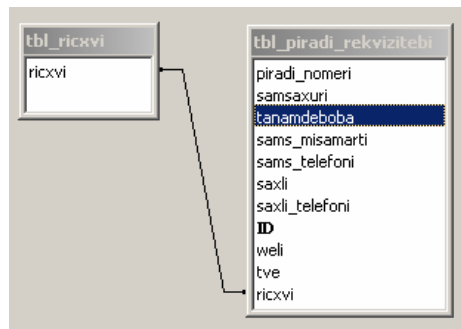 tbl_ricxvi
ricxvi
tbl_piradi_rekvizitebi
piradi_nomeri
samsaxuri
tanamdeboba
sams_misamarti
sams_telefoni
saxli
saxli_telefoni
ID
weli
tve
ricxvi